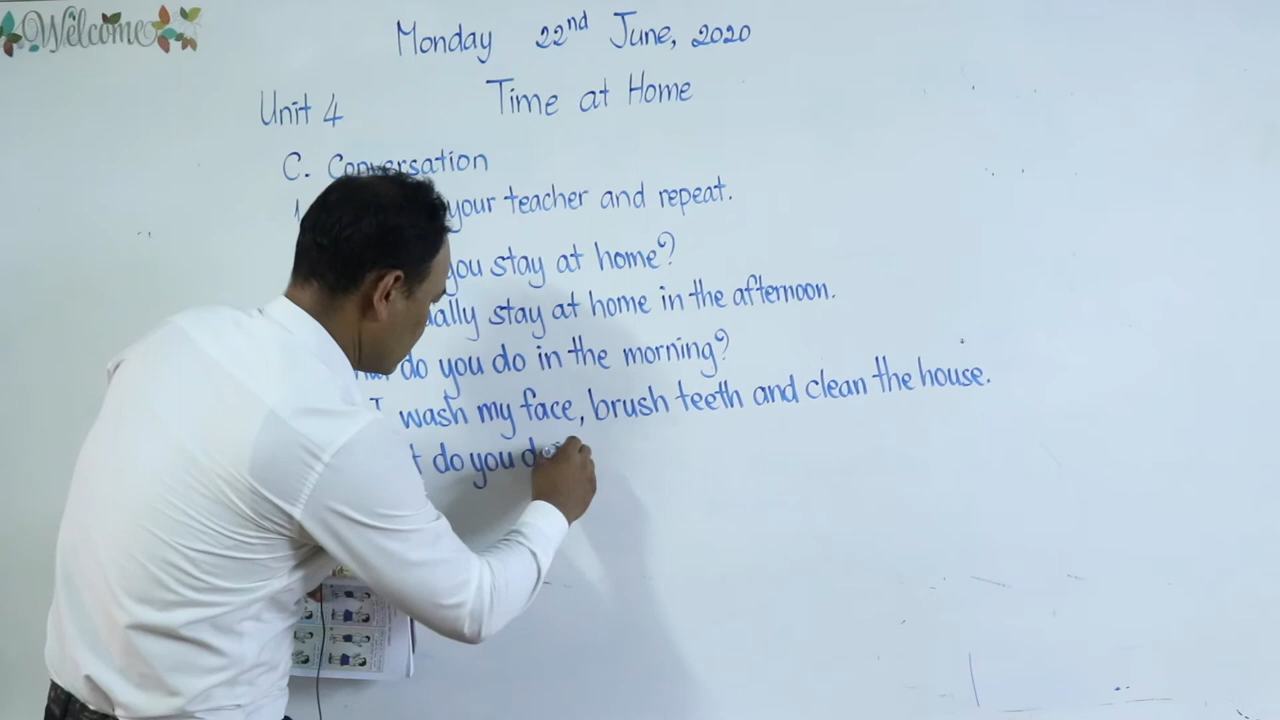 Welcome
Monday 22nd June, 2020
Unit 4 Time at Home
C. Conversation
your teacher and repeat.
you stay at home?
stay at home in the afternoon.
do you do in the morning?
I wash my face, brush teeth and clean the house.
do you